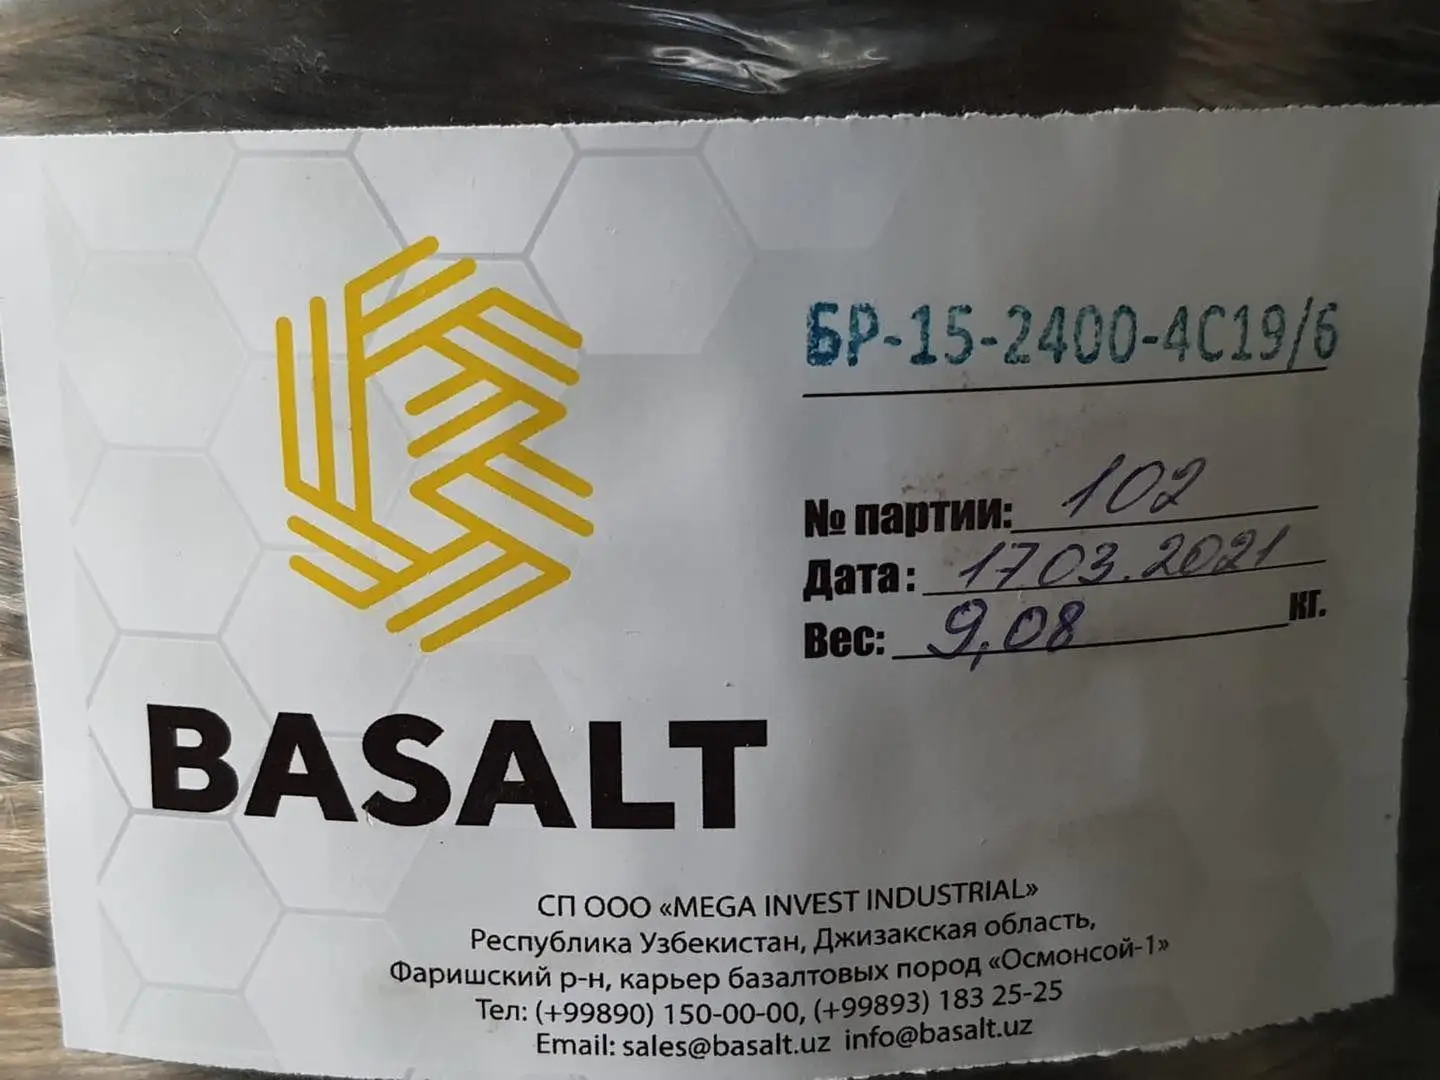 БР-15-2400-4С19/6
№ партии: 102
Дата: 17.03.2021
Вес: 9,08 кг.
BASALT
СП ООО «MEGA INVEST INDUSTRIAL»
Республика Узбекистан, Джизакская область,
Фаришский р-н, карьер базальтовых пород «Осмонсой-1»
Тел: (+99890) 150-00-00, (+99893) 183 25-25
Email: sales@basalt.uz info@basalt.uz